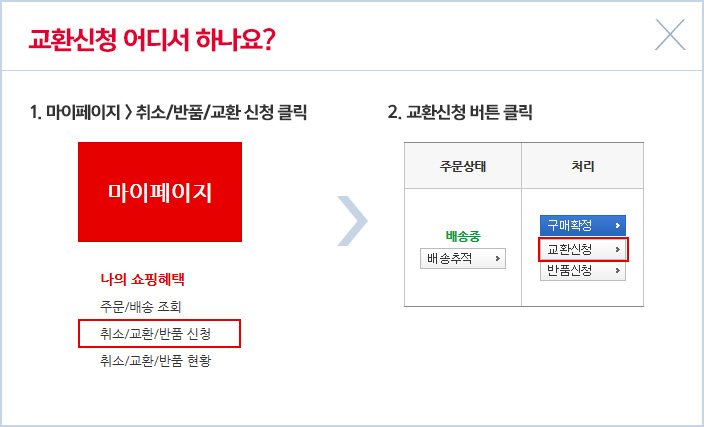 교환신청 어디서 하나요?
1. 마이페이지 > 취소/반품/교환 신청 클릭
마이페이지
나의 쇼핑혜택
주문/배송 조회
취소/교환/반품 신청
취소/교환/반품 현황
2. 교환신청 버튼 클릭
주문상태 처리
배송중
배송추적
구매확정
교환신청
반품신청